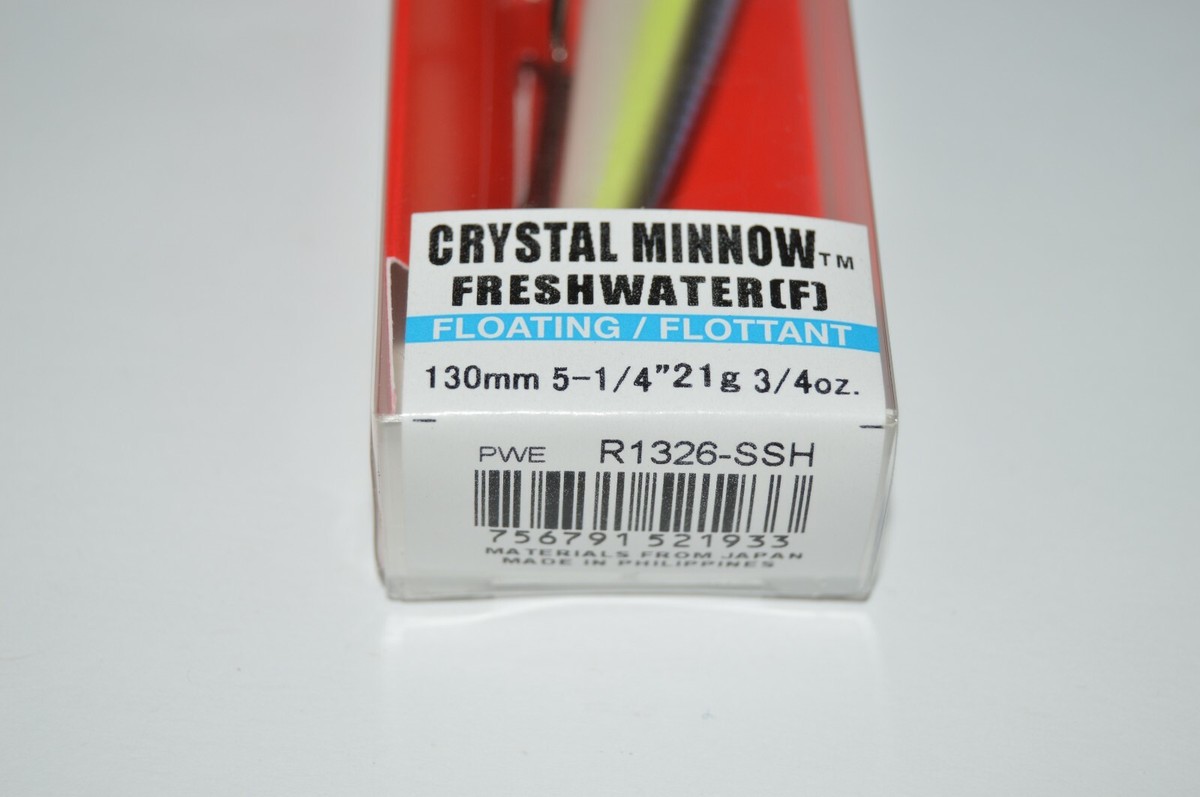 CRYSTAL MINNOW™
FRESHWATER(F)
FLOATING / FLOTTANT
130mm 5-1/4”21g 3/4oz.
PWE R1326-SSH
756791 521933
MATERIALS FROM JAPAN
MADE IN PHILIPPINES